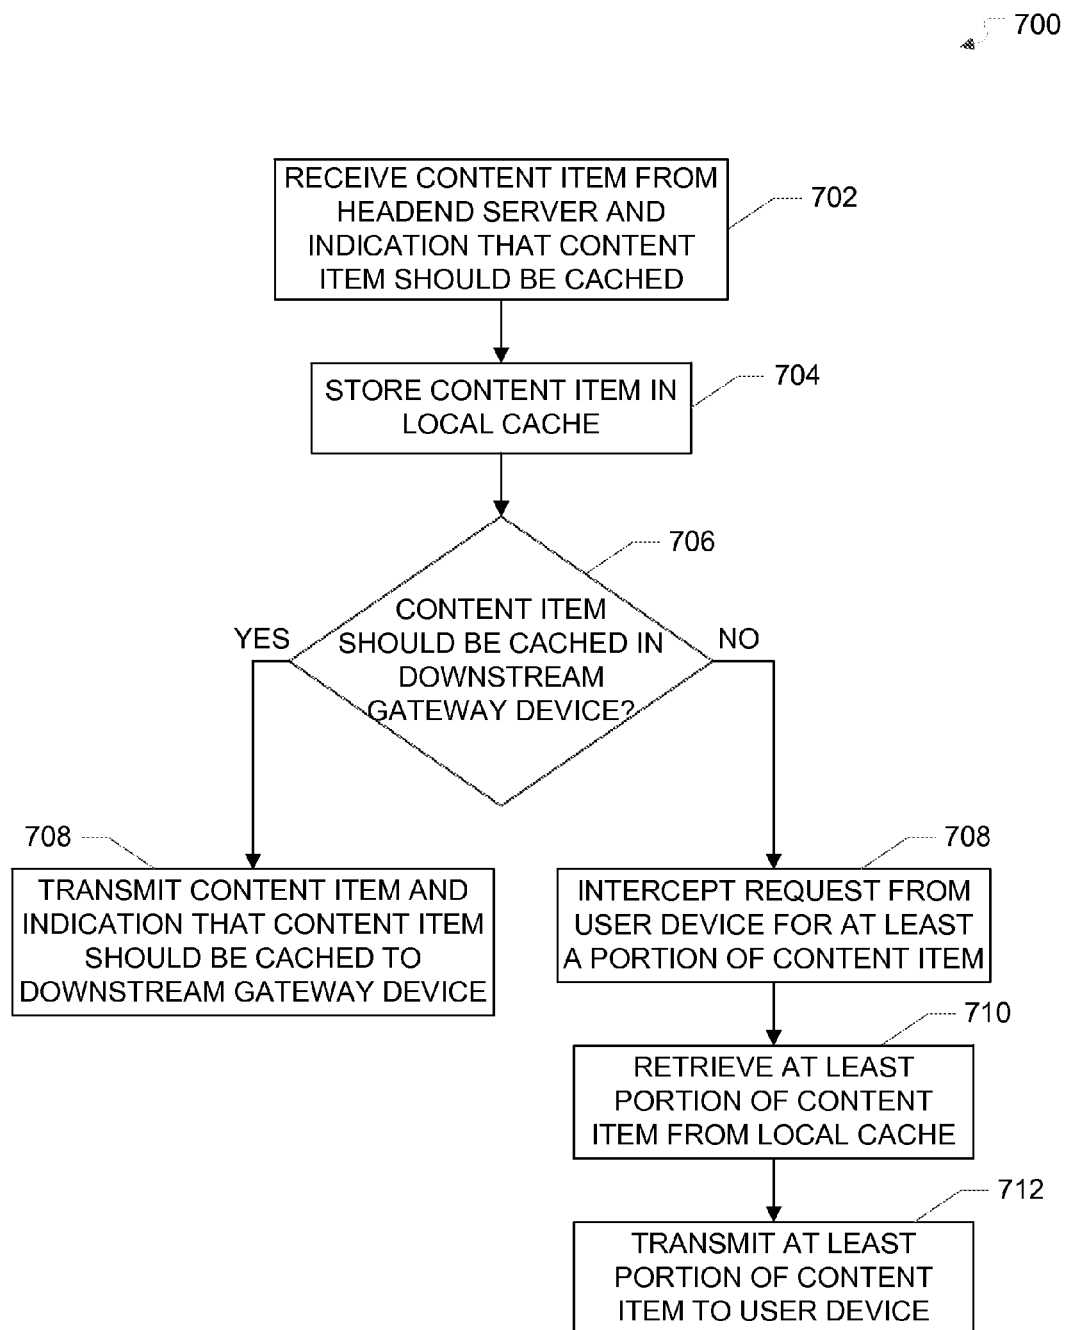 700
RECEIVE CONTENT ITEM FROM
HEADEND SERVER AND
INDICATION THAT CONTENT
ITEM SHOULD BE CACHED
702
STORE CONTENT ITEM IN
LOCAL CACHE
704
706
CONTENT ITEM
SHOULD BE CACHED IN
DOWNSTREAM
GATEWAY DEVICE?
YES
NO
708
TRANSMIT CONTENT ITEM AND
INDICATION THAT CONTENT ITEM
SHOULD BE CACHED TO
DOWNSTREAM GATEWAY DEVICE
708
INTERCEPT REQUEST FROM
USER DEVICE FOR AT LEAST
A PORTION OF CONTENT ITEM
710
RETRIEVE AT LEAST
PORTION OF CONTENT
ITEM FROM LOCAL CACHE
712
TRANSMIT AT LEAST
PORTION OF CONTENT
ITEM TO USER DEVICE